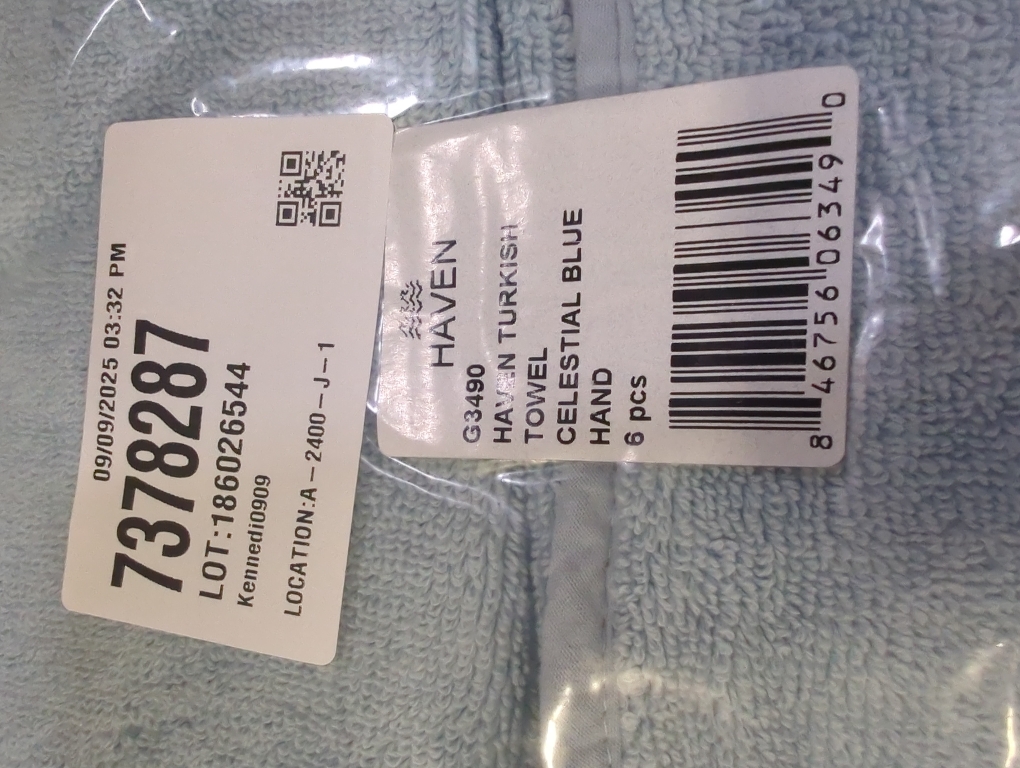 09/09/2025 03:32 PM
7378287
LOT:186026544
Kennedi0909
LOCATION:A-2400-J-1
HAVEN
G3490
HAVEN TURKISH
TOWEL
CELESTIAL BLUE
HAND
6 pcs
8 46756 06349 0